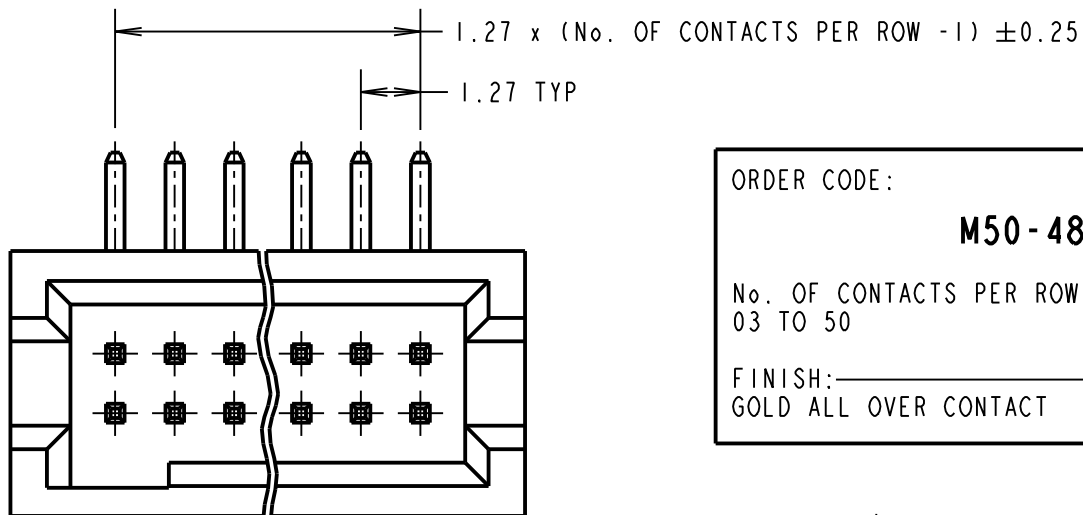 1.27 x (No. OF CONTACTS PER ROW -1) ±0.25
1.27 TYP
ORDER CODE:
M50-48
No. OF CONTACTS PER ROW
03 TO 50
FINISH:
GOLD ALL OVER CONTACT